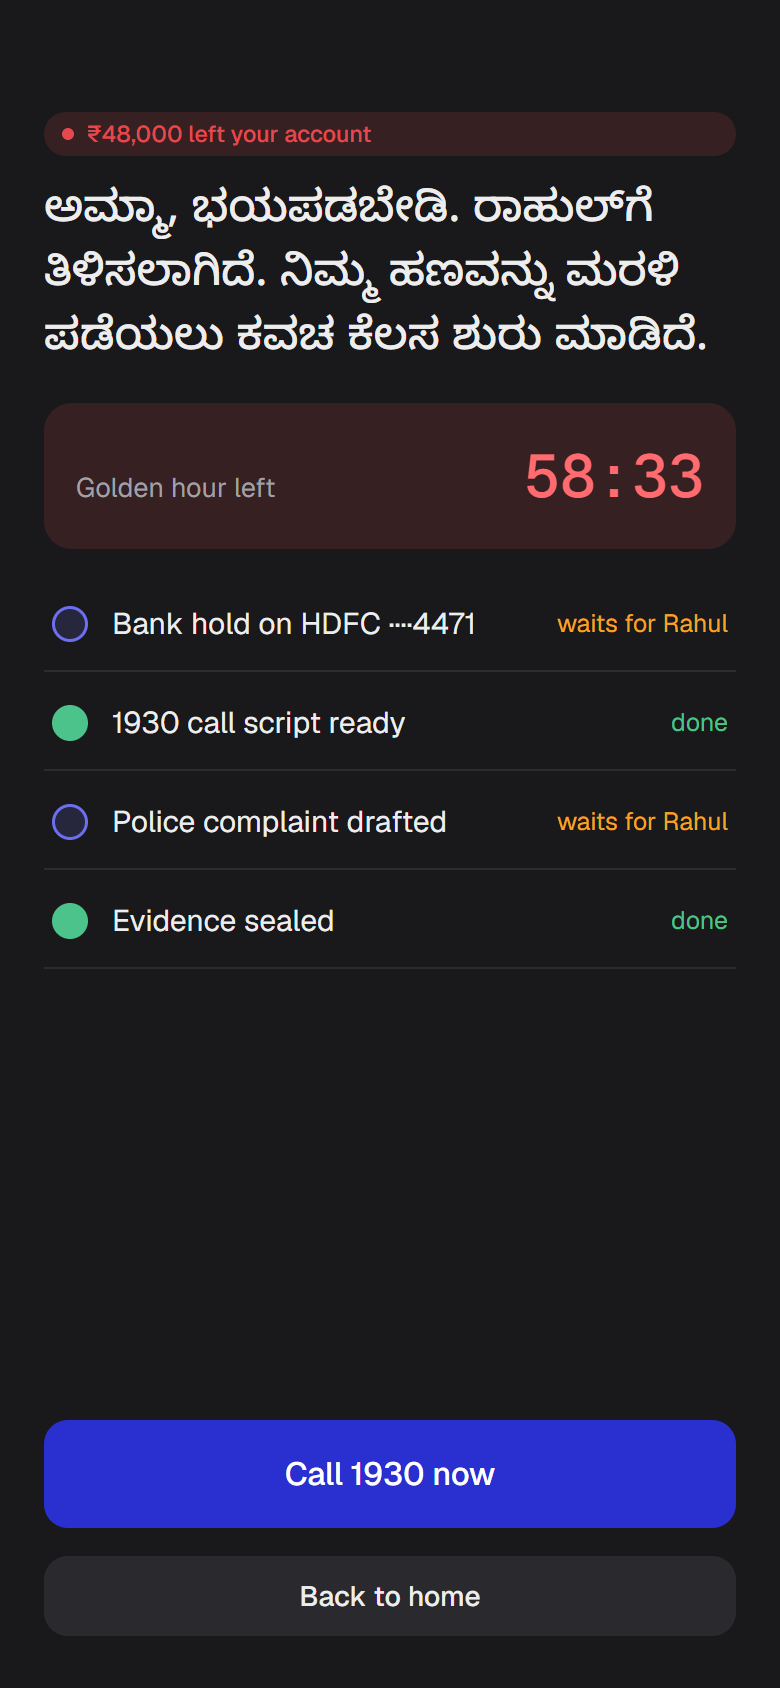 ₹48,000 left your account
ಅಮ್ಮಾ, ಭಯಪಡಬೇಡಿ. ರಾಹುಲ್‌ಗೆ
ತಿಳಿಸಲಾಗಿದೆ. ನಿಮ್ಮ ಹಣವನ್ನು ಮರಳಿ
ಪಡೆಯಲು ಕವಚ ಕೆಲಸ ಶುರು ಮಾಡಿದೆ.
Golden hour left 58:33
Bank hold on HDFC ····4471 waits for Rahul
1930 call script ready done
Police complaint drafted waits for Rahul
Evidence sealed done
Call 1930 now
Back to home